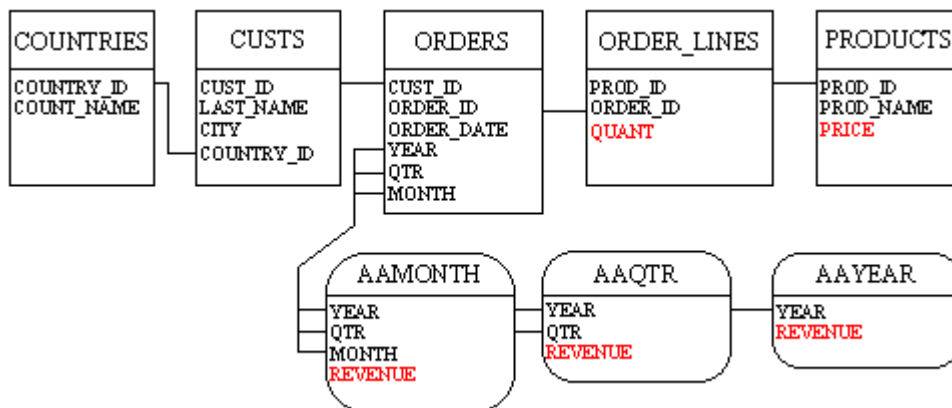 COUNTRIES
COUNTRY_ID
COUNT_NAME
CUSTS
CUST_ID
LAST_NAME
CITY
COUNTRY_ID
ORDERS
CUST_ID
ORDER_ID
ORDER_DATE
YEAR
QTR
MONTH
ORDER_LINES
PROD_ID
ORDER_ID
QUANT
PRODUCTS
PROD_ID
PROD_NAME
PRICE
AAMONTH
YEAR
QTR
MONTH
REVENUE
AAQTR
YEAR
QTR
REVENUE
AAYEAR
YEAR
REVENUE